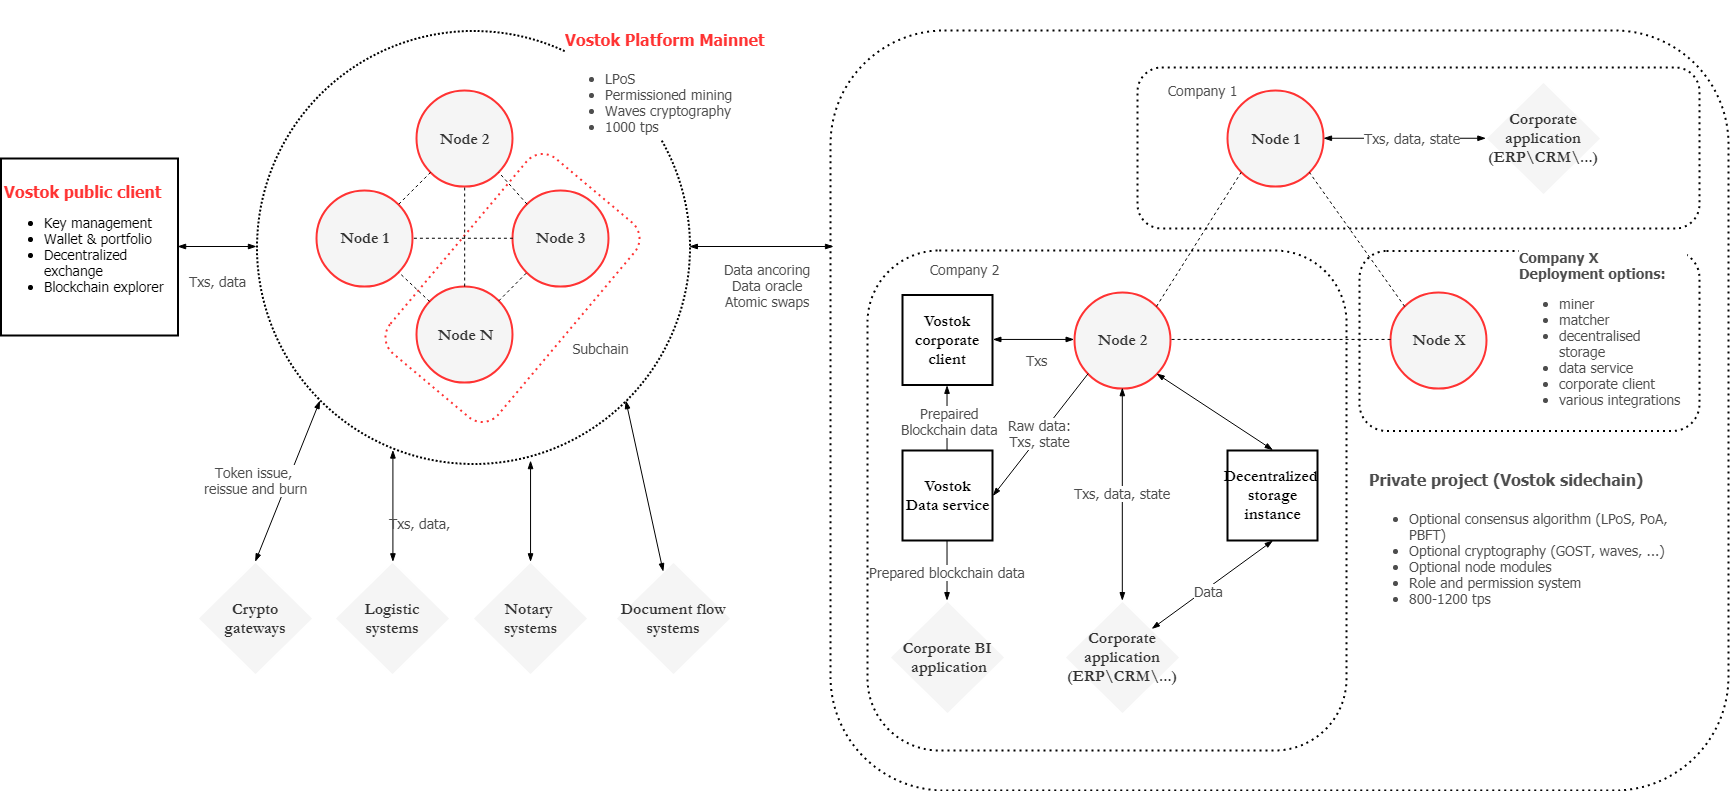 Vostok Platform Mainnet
LPoS
Permissioned mining
Waves cryptography
1000 tps
Node 2
Node 1
Node 3
Node N
Subchain
Vostok public client
Key management
Wallet & portfolio
Decentralized
exchange
Blockchain explorer
Txs, data
Data ancoring
Data oracle
Atomic swaps
Token issue,
reissue and burn
Txs, data,
Crypto
gateways
Logistic
systems
Notary
systems
Document flow
systems
Company 1
Node 1
Txs, data, state
Corporate
application
(ERP\CRM\...)
Company 2
Vostok
corporate
client
Txs
Node 2
Node X
Company X
Deployment options:
miner
matcher
decentralised
storage
data service
corporate client
various integrations
Prepaired
Blockchain data
Raw data:
Txs, state
Vostok
Data service
Txs, data, state
Decentralized
storage
instance
Prepared blockchain data
Data
Corporate BI
application
Corporate
application
(ERP\CRM\...)
Private project (Vostok sidechain)
Optional consensus algorithm (LPoS, PoA,
PBFT)
Optional cryptography (GOST, waves, ...)
Optional node modules
Role and permission system
800-1200 tps